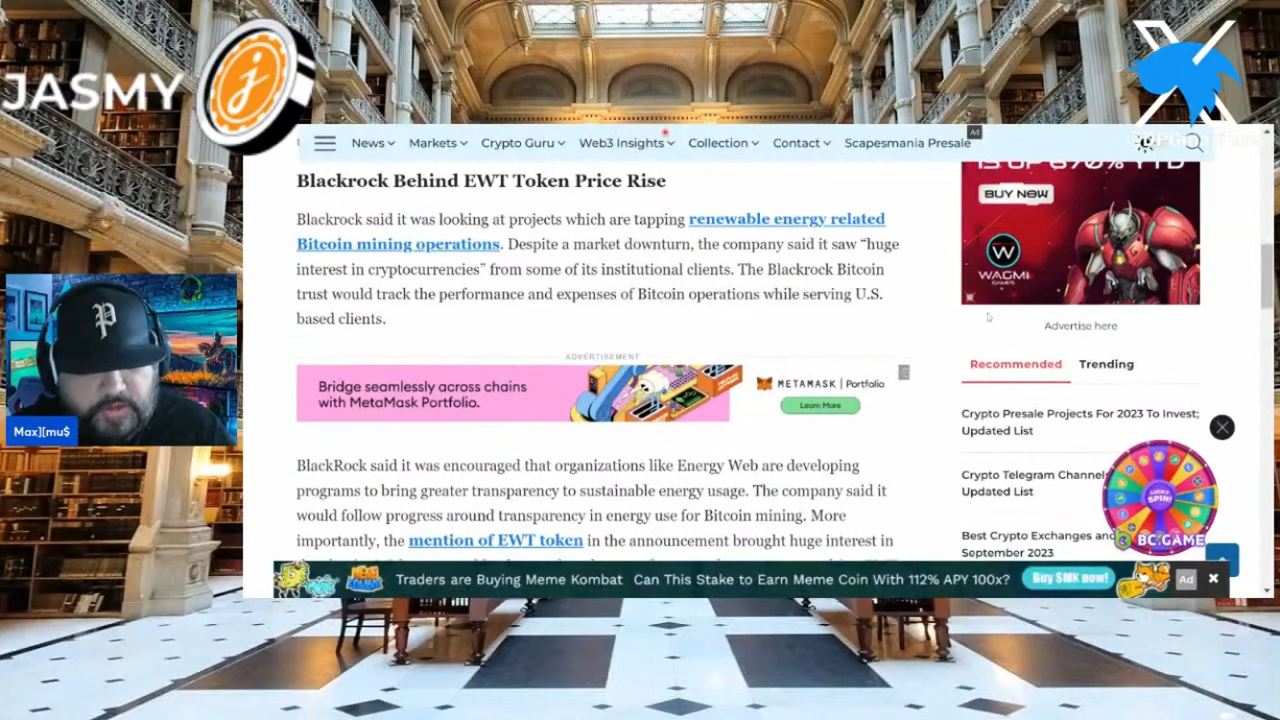 JASMY
News Markets Crypto Guru Web3 Insights Collection Contact Scapesmania Presale
Ad
Blackrock Behind EWT Token Price Rise
Blackrock said it was looking at projects which are tapping renewable energy related
Bitcoin mining operations. Despite a market downturn, the company said it saw “huge
interest in cryptocurrencies” from some of its institutional clients. The Blackrock Bitcoin
trust would track the performance and expenses of Bitcoin operations while serving U.S.
based clients.
ADVERTISEMENT
Bridge seamlessly across chains
with MetaMask Portfolio.
METAMASK | Portfolio
Learn More
BlackRock said it was encouraged that organizations like Energy Web are developing
programs to bring greater transparency to sustainable energy usage. The company said it
would follow progress around transparency in energy use for Bitcoin mining. More
importantly, the mention of EWT token in the announcement brought huge interest in
BUY NOW
WAGMI
GAMES
Advertise here
Recommended Trending
Crypto Presale Projects For 2023 To Invest;
Updated List
Crypto Telegram Channels
Updated List
Best Crypto Exchanges and
September 2023
LUCKY
SPIN!
BC.GAME
Max][mu$
P
MEME
KOMBAT
Traders are Buying Meme Kombat Can This Stake to Earn Meme Coin With 112% APY 100x?
Buy $MK now!
Ad